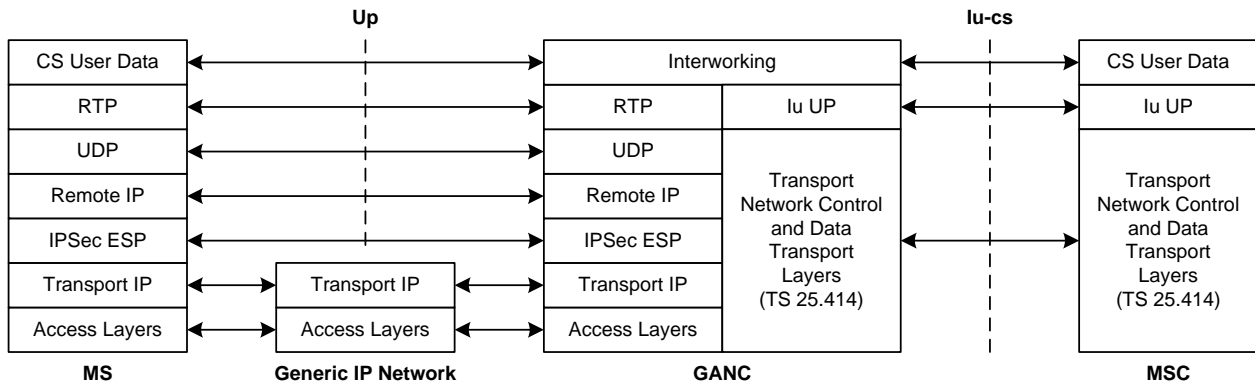 Up
Iu-cs
CS User Data
Interworking
CS User Data
RTP
RTP
Iu UP
Iu UP
UDP
UDP
Remote IP
Remote IP
IPSec ESP
IPSec ESP
Transport
Network Control
and Data
Transport
Layers
(TS 25.414)
Transport
Network Control
and Data
Transport
Layers
(TS 25.414)
Transport IP
Transport IP
Transport IP
Access Layers
Access Layers
Access Layers
MS
Generic IP Network
GANC
MSC